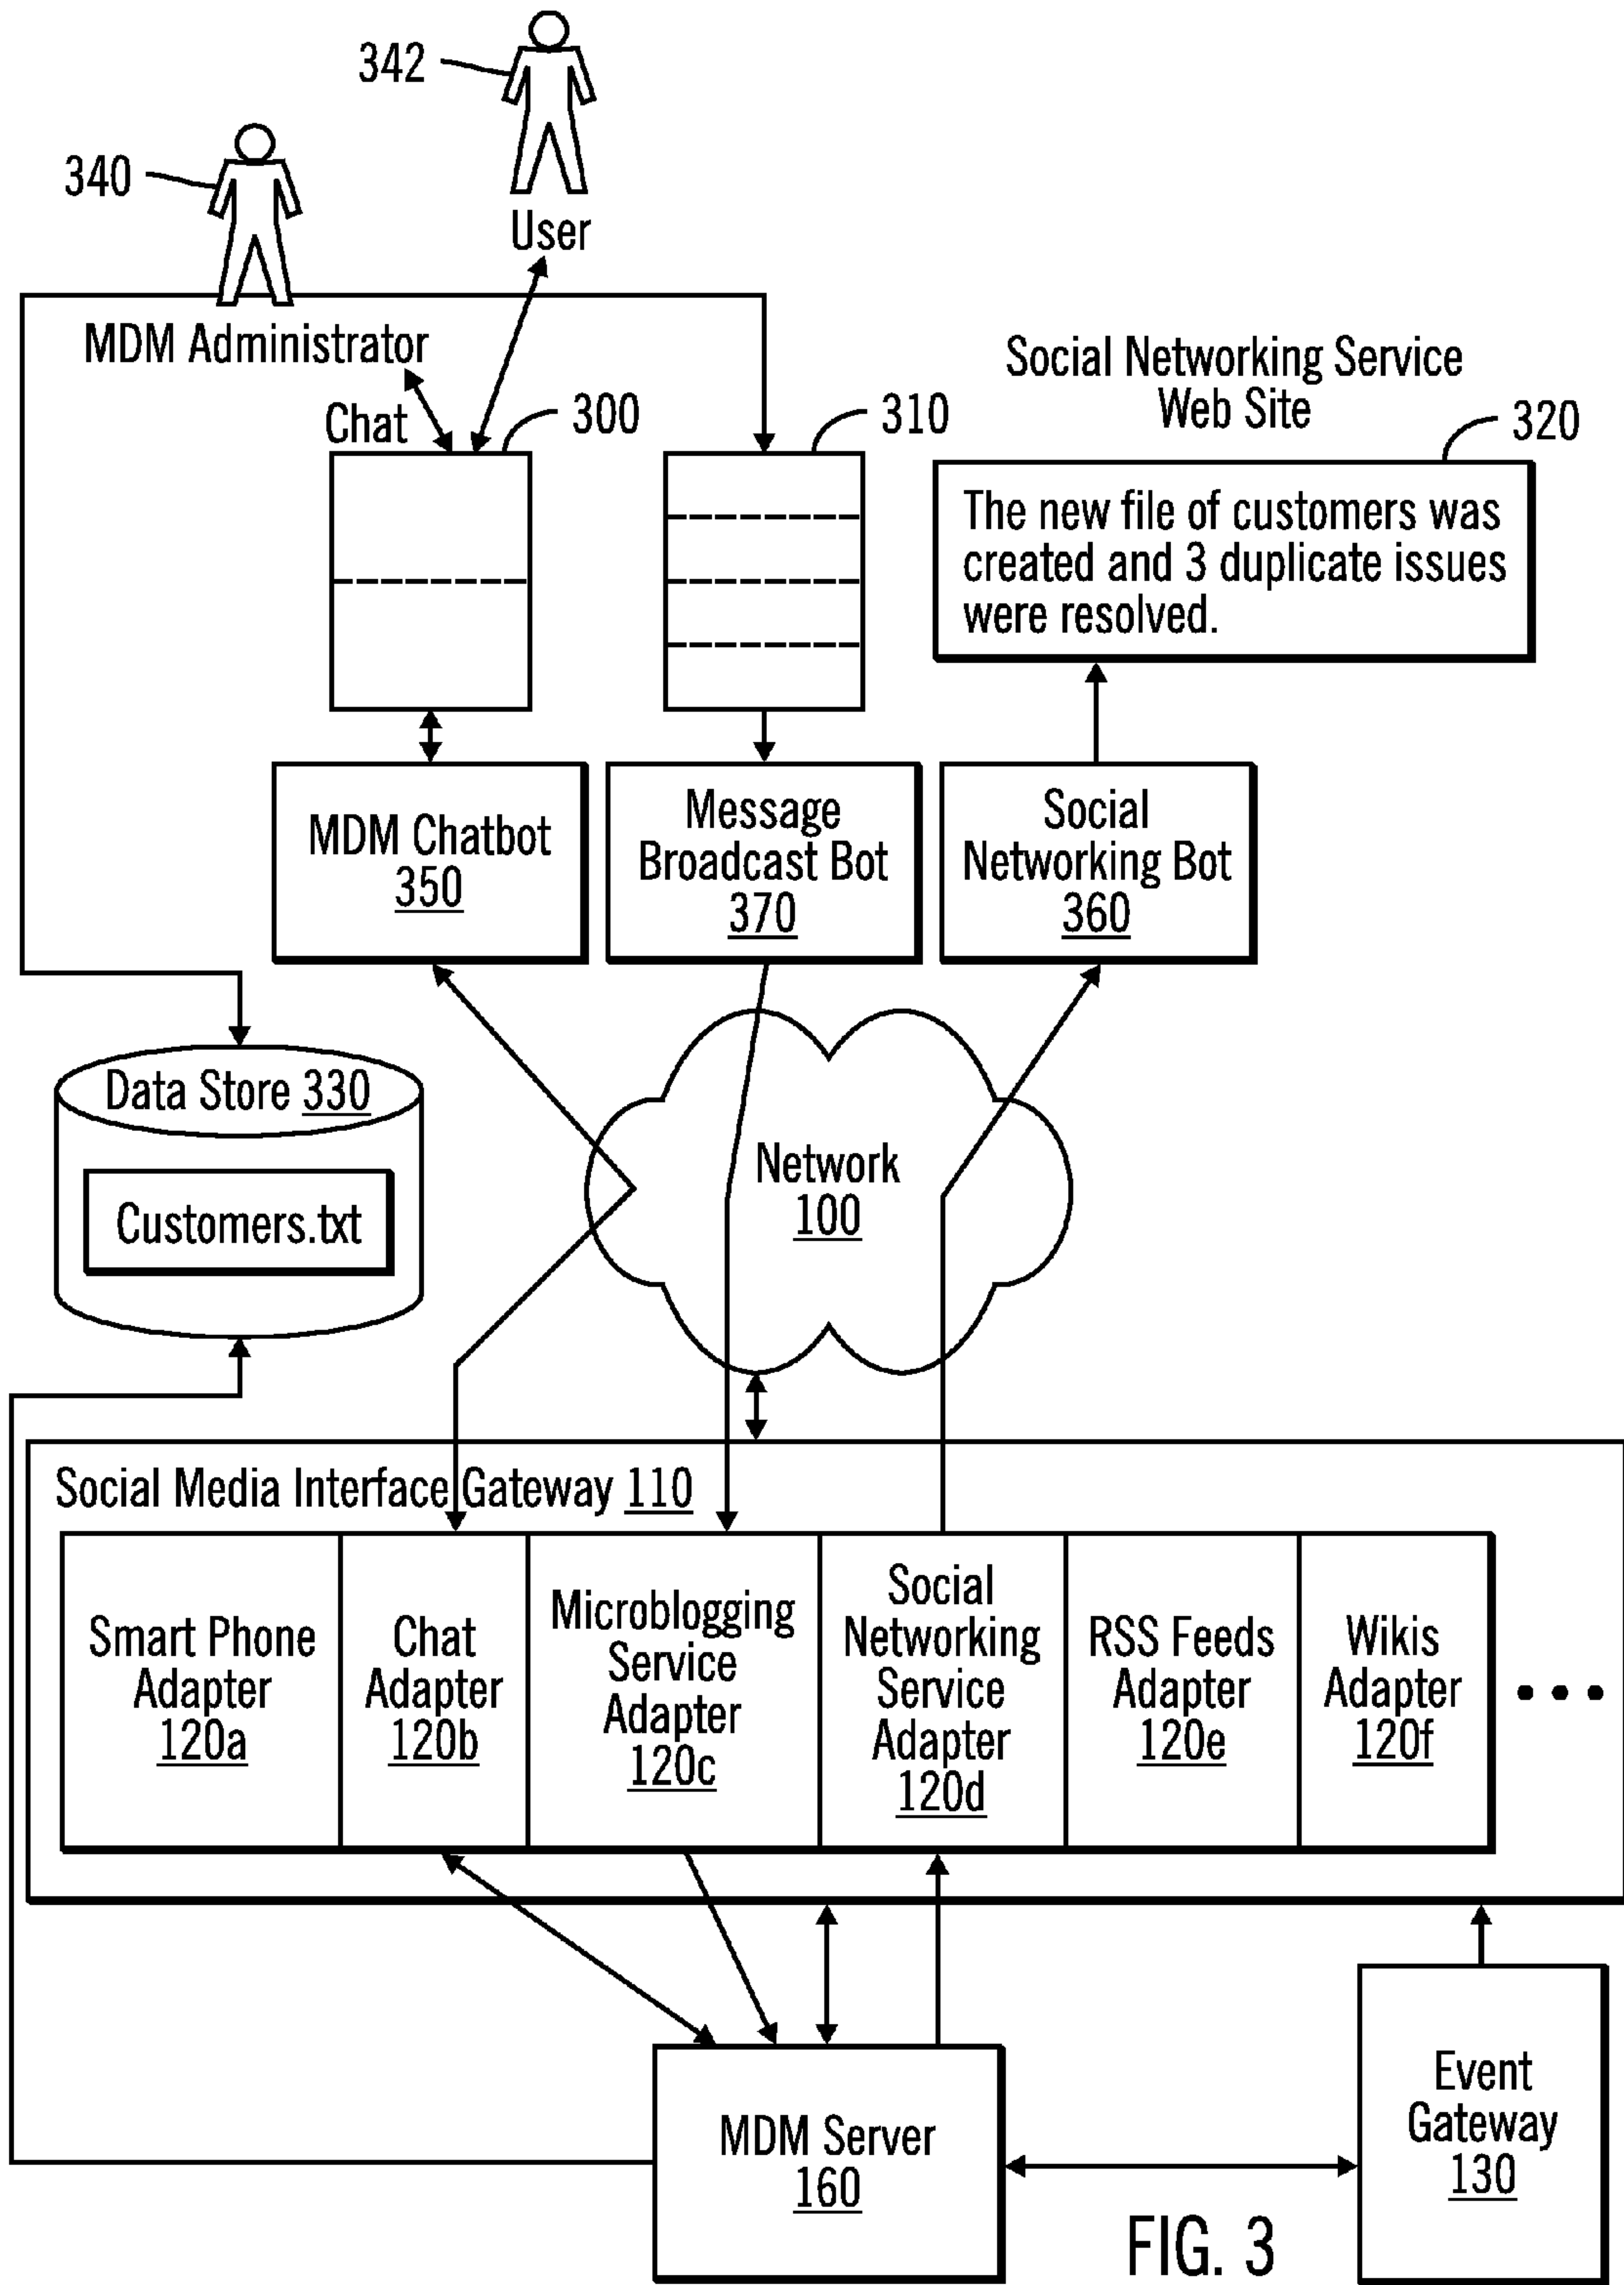 342
340
User
MDM Administrator
Chat
300
310
Social Networking Service
Web Site
320
The new file of customers was
created and 3 duplicate issues
were resolved.
MDM Chatbot
350
Message
Broadcast Bot
370
Social
Networking Bot
360
Data Store 330
Customers.txt
Network
100
Social Media Interface Gateway 110
Smart Phone
Adapter
120a
Chat
Adapter
120b
Microblogging
Service
Adapter
120c
Social
Networking
Service
Adapter
120d
RSS Feeds
Adapter
120e
Wikis
Adapter
120f
• • •
MDM Server
160
Event
Gateway
130
FIG. 3